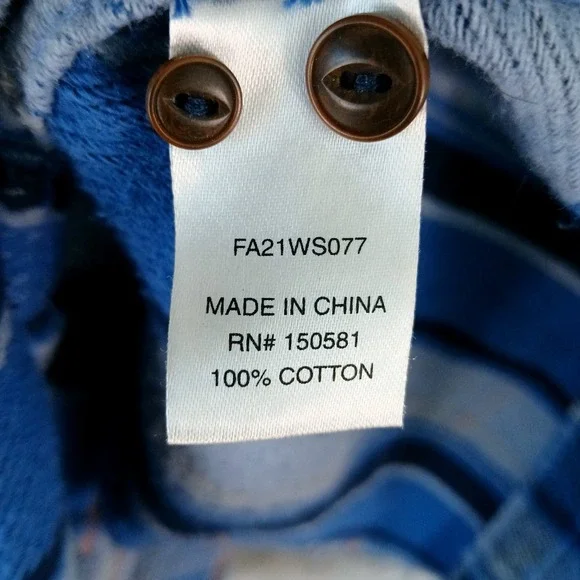 FA21WS077
MADE IN CHINA
RN# 150581
100% COTTON